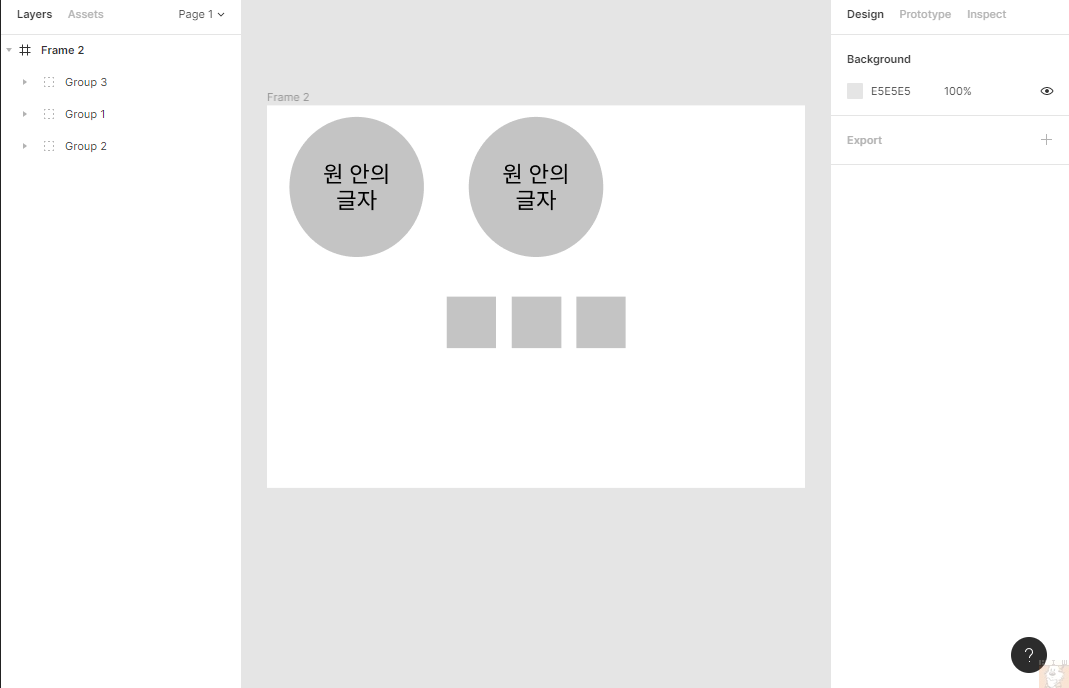 Layers Assets Page 1
Design Prototype Inspect
Frame 2
Group 3
Group 1
Group 2
Frame 2
원 안의
글자
원 안의
글자
Background
E5E5E5 100%
Export
?